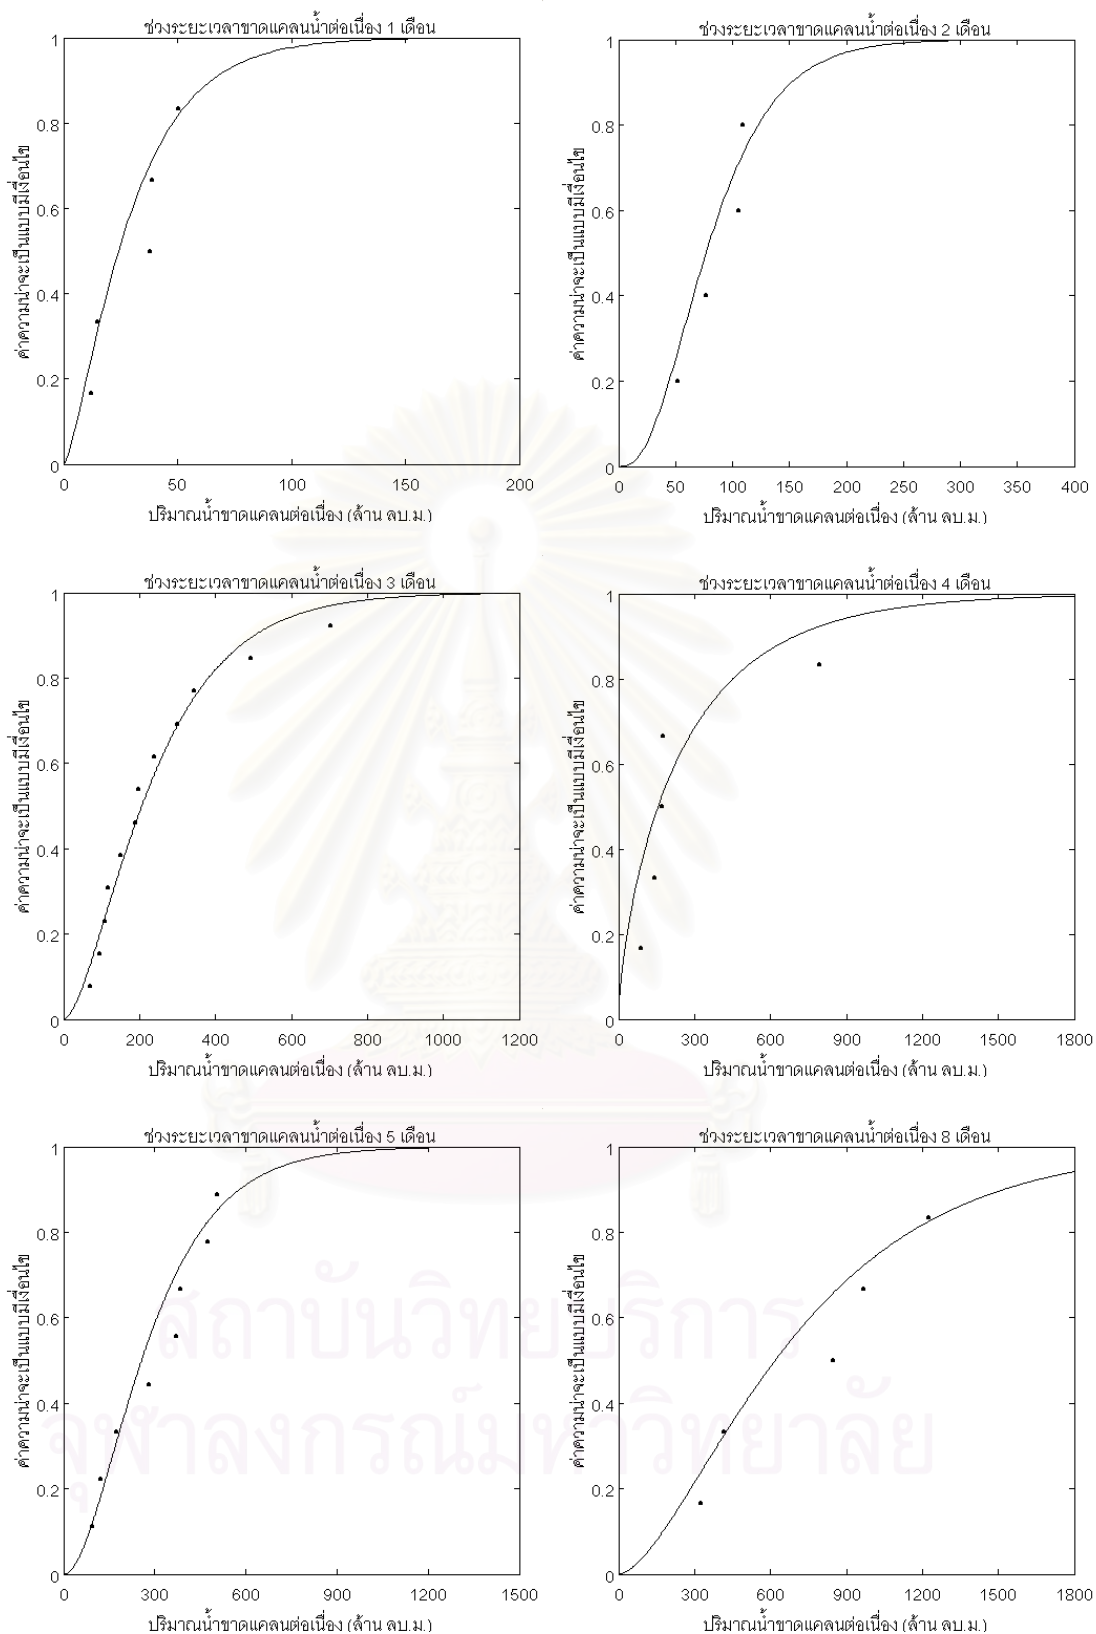 ช่วงระยะเวลาขาดแคลนน้ำต่อเนื่อง 1 เดือน
ค่าความน่าจะเป็นแบบมีเงื่อนไข
1
0.8
0.6
0.4
0.2
0
0 50 100 150 200
ปริมาณน้ำขาดแคลนต่อเนื่อง (ล้าน ลบ.ม.)
ช่วงระยะเวลาขาดแคลนน้ำต่อเนื่อง 2 เดือน
ค่าความน่าจะเป็นแบบมีเงื่อนไข
1
0.8
0.6
0.4
0.2
0
0 50 100 150 200 250 300 350 400
ปริมาณน้ำขาดแคลนต่อเนื่อง (ล้าน ลบ.ม.)
ช่วงระยะเวลาขาดแคลนน้ำต่อเนื่อง 3 เดือน
ค่าความน่าจะเป็นแบบมีเงื่อนไข
1
0.8
0.6
0.4
0.2
0
0 200 400 600 800 1000 1200
ปริมาณน้ำขาดแคลนต่อเนื่อง (ล้าน ลบ.ม.)
ช่วงระยะเวลาขาดแคลนน้ำต่อเนื่อง 4 เดือน
ค่าความน่าจะเป็นแบบมีเงื่อนไข
1
0.8
0.6
0.4
0.2
0
0 300 600 900 1200 1500 1800
ปริมาณน้ำขาดแคลนต่อเนื่อง (ล้าน ลบ.ม.)
ช่วงระยะเวลาขาดแคลนน้ำต่อเนื่อง 5 เดือน
ค่าความน่าจะเป็นแบบมีเงื่อนไข
1
0.8
0.6
0.4
0.2
0
0 300 600 900 1200 1500
ปริมาณน้ำขาดแคลนต่อเนื่อง (ล้าน ลบ.ม.)
ช่วงระยะเวลาขาดแคลนน้ำต่อเนื่อง 8 เดือน
ค่าความน่าจะเป็นแบบมีเงื่อนไข
1
0.8
0.6
0.4
0.2
0
0 300 600 900 1200 1500 1800
ปริมาณน้ำขาดแคลนต่อเนื่อง (ล้าน ลบ.ม.)
สถาบันวิทยบริการ
จุฬาลงกรณ์มหาวิทยาลัย